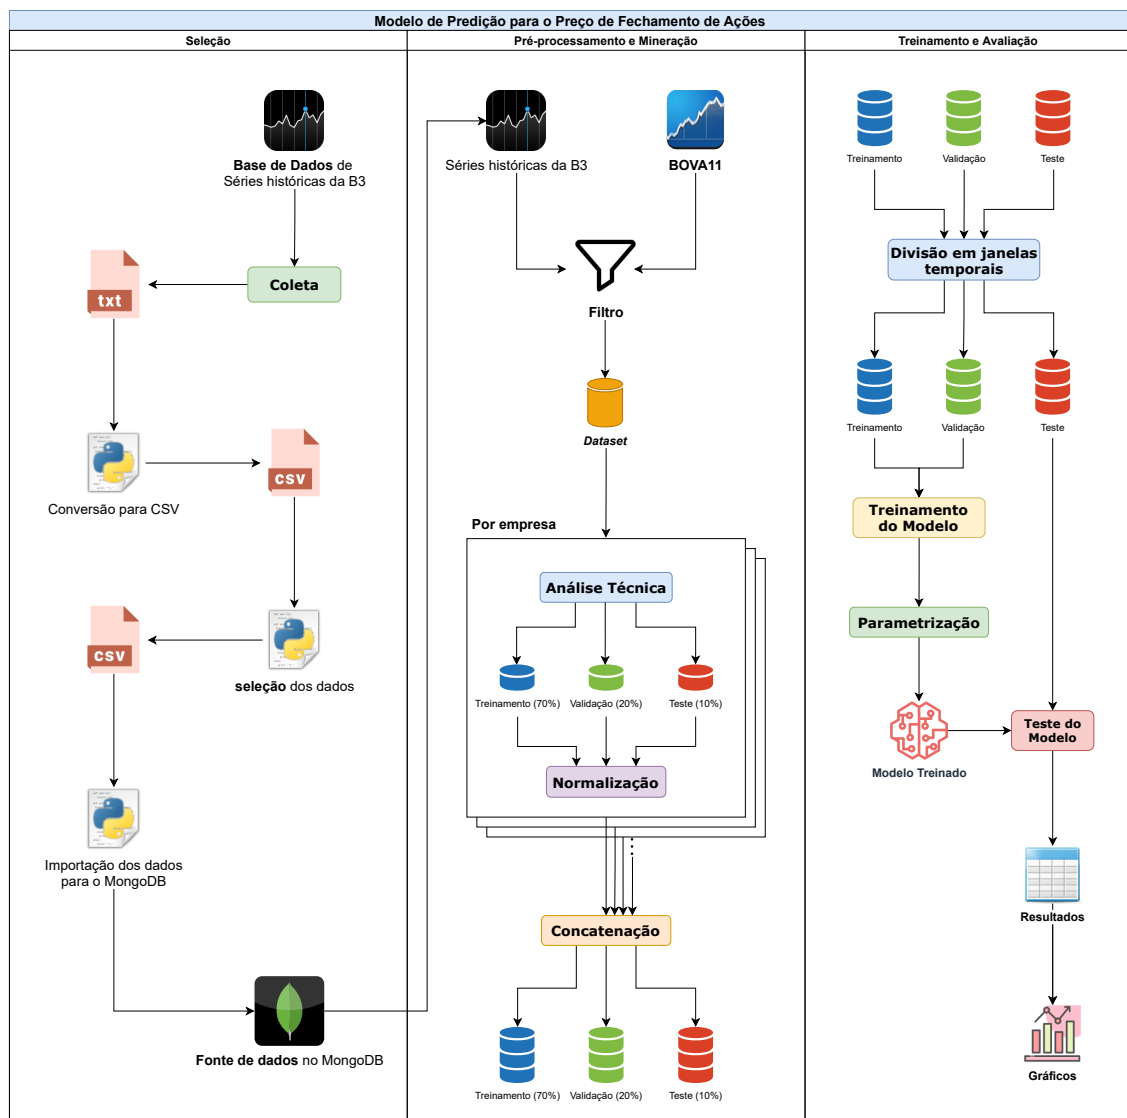 Modelo de Predição para o Preço de Fechamento de Ações
Seleção
Base de Dados de
Séries históricas da B3
Coleta
txt
Conversão para CSV
CSV
seleção dos dados
CSV
Importação dos dados
para o MongoDB
Fonte de dados no MongoDB
Pré-processamento e Mineração
Séries históricas da B3
BOVA11
Filtro
Dataset
Por empresa
Análise Técnica
Treinamento (70%)
Validação (20%)
Teste (10%)
Normalização
Concatenação
Treinamento (70%)
Validação (20%)
Teste (10%)
Treinamento e Avaliação
Treinamento
Validação
Teste
Divisão em janelas
temporais
Treinamento
Validação
Teste
Treinamento
do Modelo
Parametrização
Modelo Treinado
Teste do
Modelo
Resultados
Gráficos